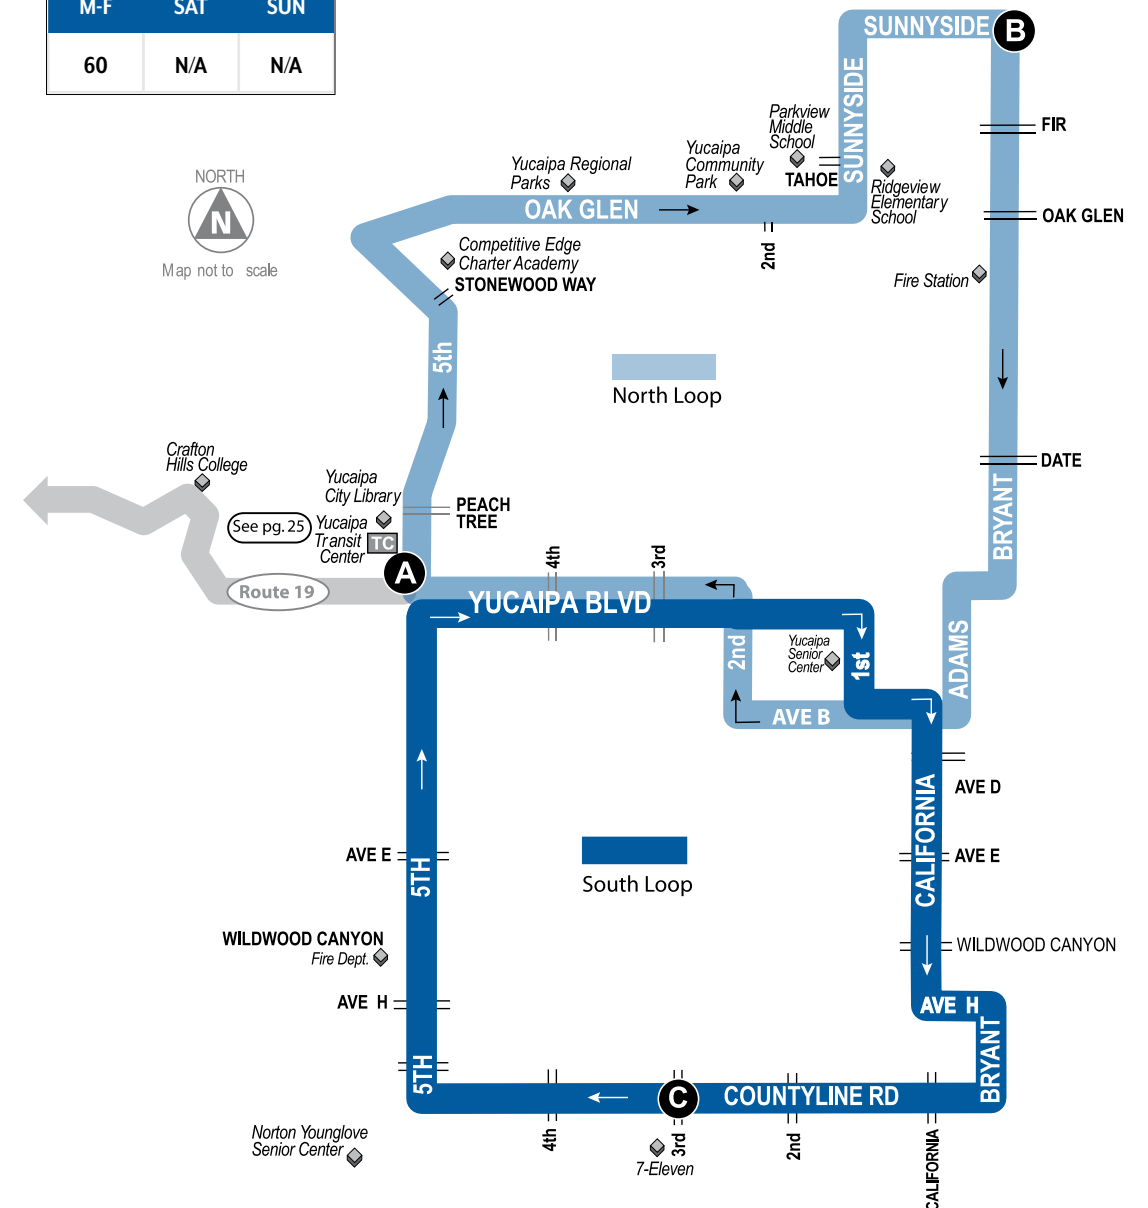 M-F SAT SUN
60 N/A N/A
SUNNYSIDE B
SUNNYSIDE
FIR
Parkview
Middle
School
TAHOE
Yucaipa
Community
Park
Yucaipa Regional
Parks
Ridgeview
Elementary
School
NORTH
N
Map not to scale
OAK GLEN
OAK GLEN
2nd
Competitive Edge
Charter Academy
STONEWOOD WAY
Fire Station
5th
North Loop
Crafton
Hills College
Yucaipa
City Library
PEACH
TREE
DATE
BRYANT
See pg. 25
Yucaipa
Transit
Center
TC
A
Route 19
4th
3rd
YUCAIPA BLVD
2nd
Yucaipa
Senior
Center
1st
ADAMS
AVE B
AVE D
CALIFORNIA
AVE E
AVE E
5TH
South Loop
WILDWOOD CANYON
Fire Dept.
WILDWOOD CANYON
AVE H
AVE H
BRYANT
5TH
C
COUNTYLINE RD
4th
3rd
2nd
CALIFORNIA
Norton Younglove
Senior Center
7-Eleven